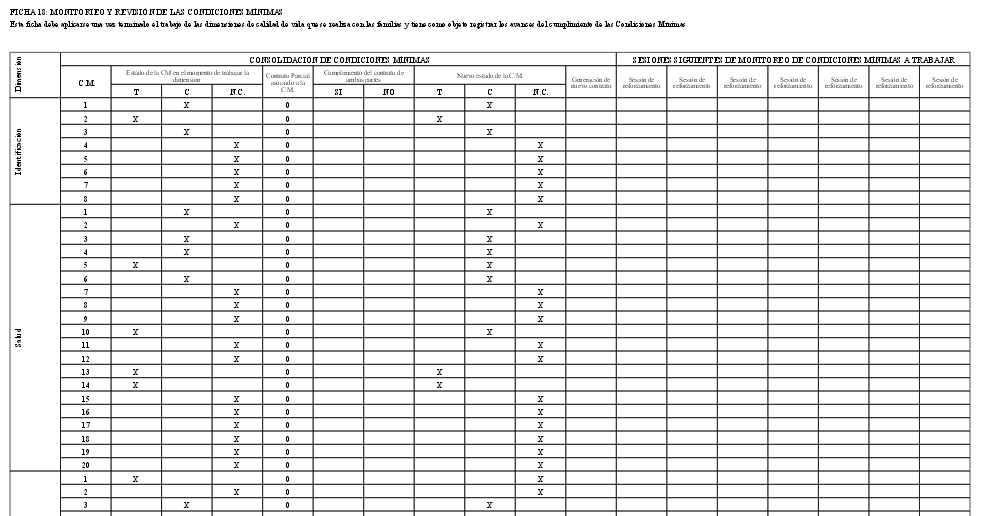 FICHA 18: MONITOREO Y REVISIÓN DE LAS CONDICIONES MINIMAS
Esta ficha debe aplicarse una vez terminado el trabajo de las dimensiones de calidad de vida que se realiza con las familias y tiene como objeto registrar los avances del cumplimiento de las Condiciones Minimas
Dimensión
CONSOLIDACIÓN DE CONDICIONES MÍNIMAS
SESIONES SIGUIENTES DE MONITOREO DE CONDICIONES MINIMAS A TRABAJAR
C.M.
Estado de la CM en el momento de trabajar la dimensión
Contrato Parcial asociado a la C.M.
Cumplimiento del contrato de ambas partes
Nuevo estado de la C.M.
Generación de nuevo contrato
Sesión de reforzamiento Sesión de reforzamiento Sesión de reforzamiento Sesión de reforzamiento Sesión de reforzamiento Sesión de reforzamiento Sesión de reforzamiento
T C N.C. SI NO T C N.C.
Identificación
1 X 0 X
2 X 0 X
3 X 0 X
4 X 0 X
5 X 0 X
6 X 0 X
7 X 0 X
8 X 0 X
Salud
1 X 0 X
2 X 0 X
3 X 0 X
4 X 0 X
5 X 0 X
6 X 0 X
7 X 0 X
8 X 0 X
9 X 0 X
10 X 0 X
11 X 0 X
12 X 0 X
13 X 0 X
14 X 0 X
15 X 0 X
16 X 0 X
17 X 0 X
18 X 0 X
19 X 0 X
20 X 0 X
1 X 0 X
2 X 0 X
3 X 0 X